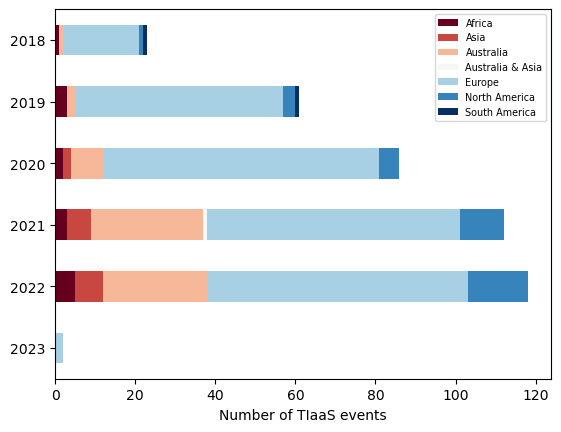 2018
2019
2020
2021
2022
2023
Africa
Asia
Australia
Australia & Asia
Europe
North America
South America
0 20 40 60 80 100 120
Number of TIaaS events